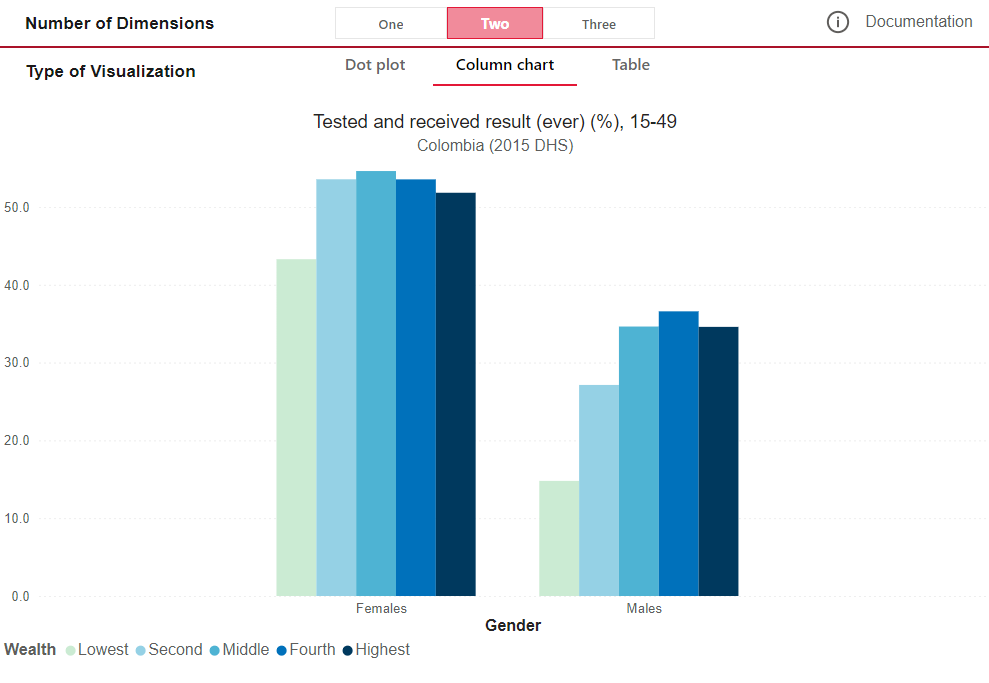 Number of Dimensions One Two Three Documentation
Type of Visualization Dot plot Column chart Table
Tested and received result (ever) (%), 15-49
Colombia (2015 DHS)
50.0
40.0
30.0
20.0
10.0
0.0
Females Males
Gender
Wealth Lowest Second Middle Fourth Highest